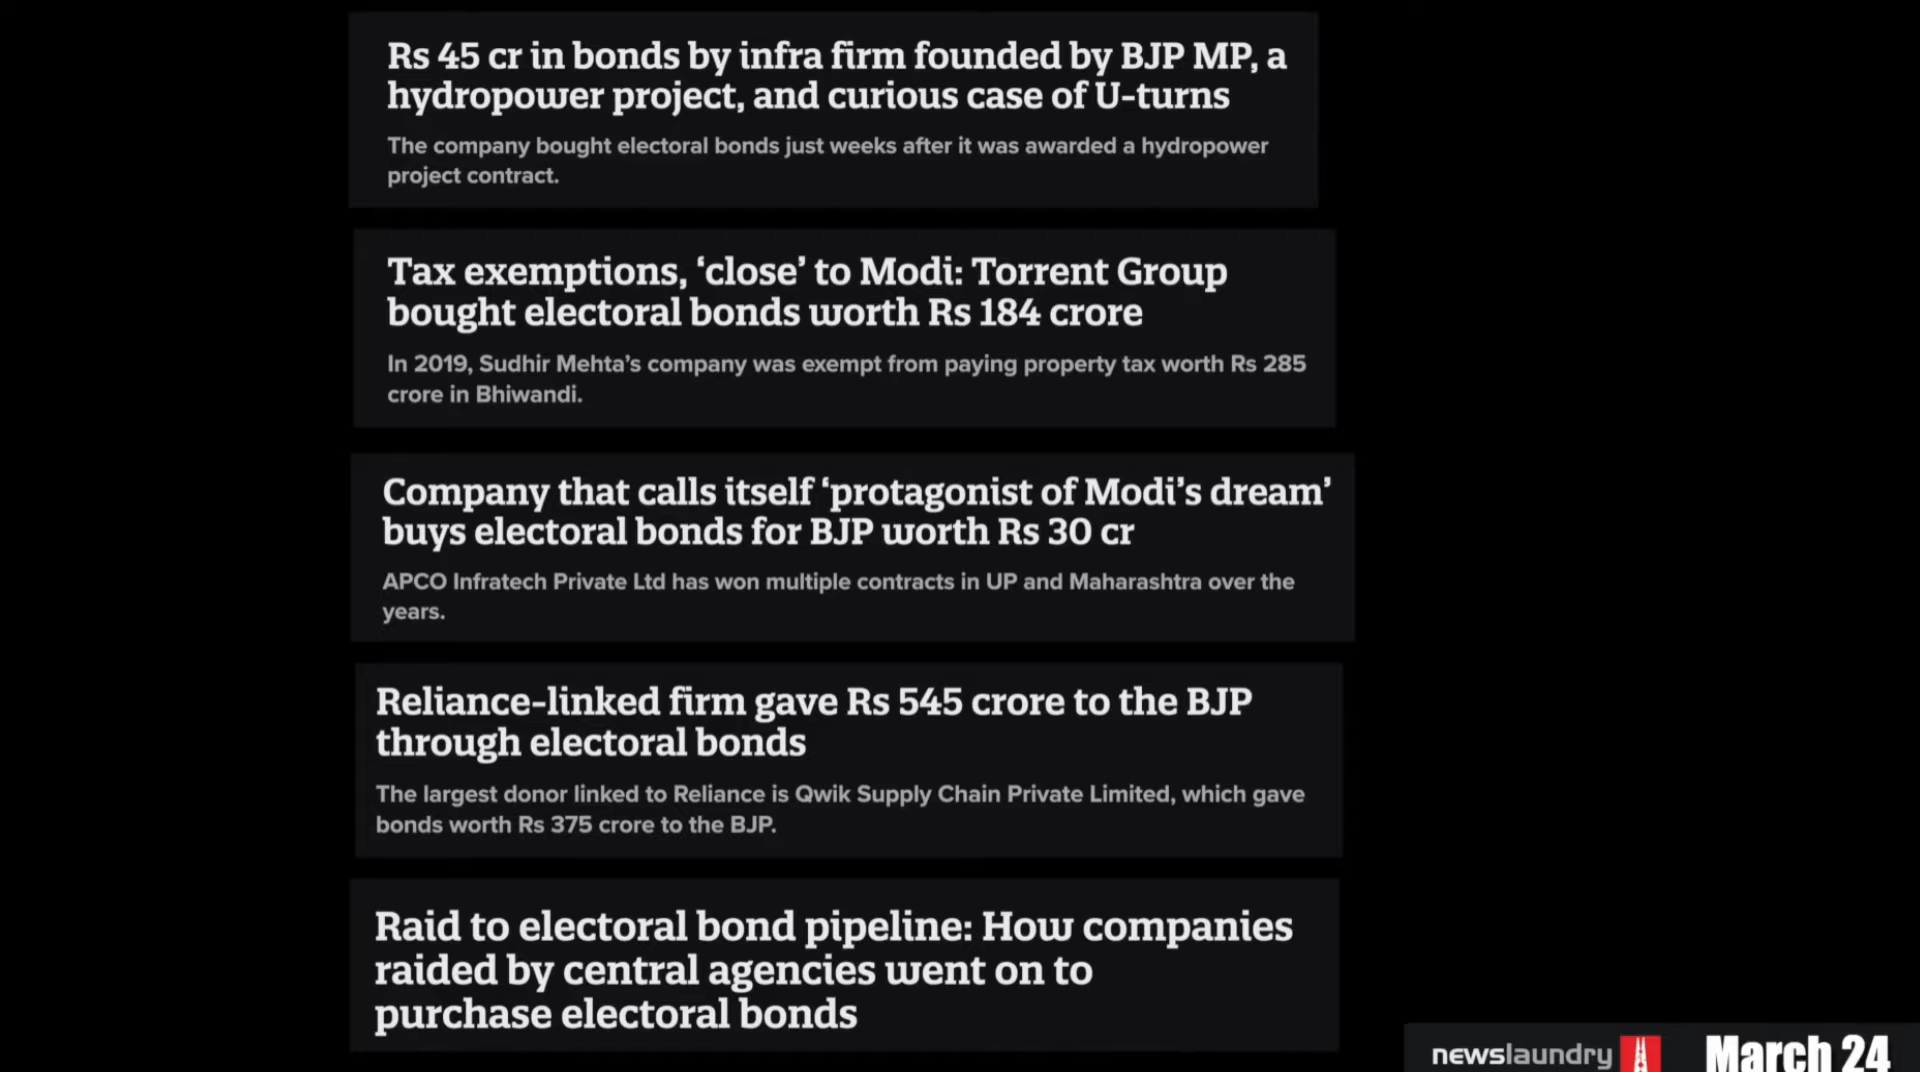 Rs 45 cr in bonds by infra firm founded by BJP MP, a
hydropower project, and curious case of U-turns
The company bought electoral bonds just weeks after it was awarded a hydropower
project contract.
Tax exemptions, ‘close’ to Modi: Torrent Group
bought electoral bonds worth Rs 184 crore
In 2019, Sudhir Mehta’s company was exempt from paying property tax worth Rs 285
crore in Bhiwandi.
Company that calls itself ‘protagonist of Modi’s dream’
buys electoral bonds for BJP worth Rs 30 cr
APCO Infratech Private Ltd has won multiple contracts in UP and Maharashtra over the
years.
Reliance-linked firm gave Rs 545 crore to the BJP
through electoral bonds
The largest donor linked to Reliance is Qwik Supply Chain Private Limited, which gave
bonds worth Rs 375 crore to the BJP.
Raid to electoral bond pipeline: How companies
raided by central agencies went on to
purchase electoral bonds
newslaundry March 24